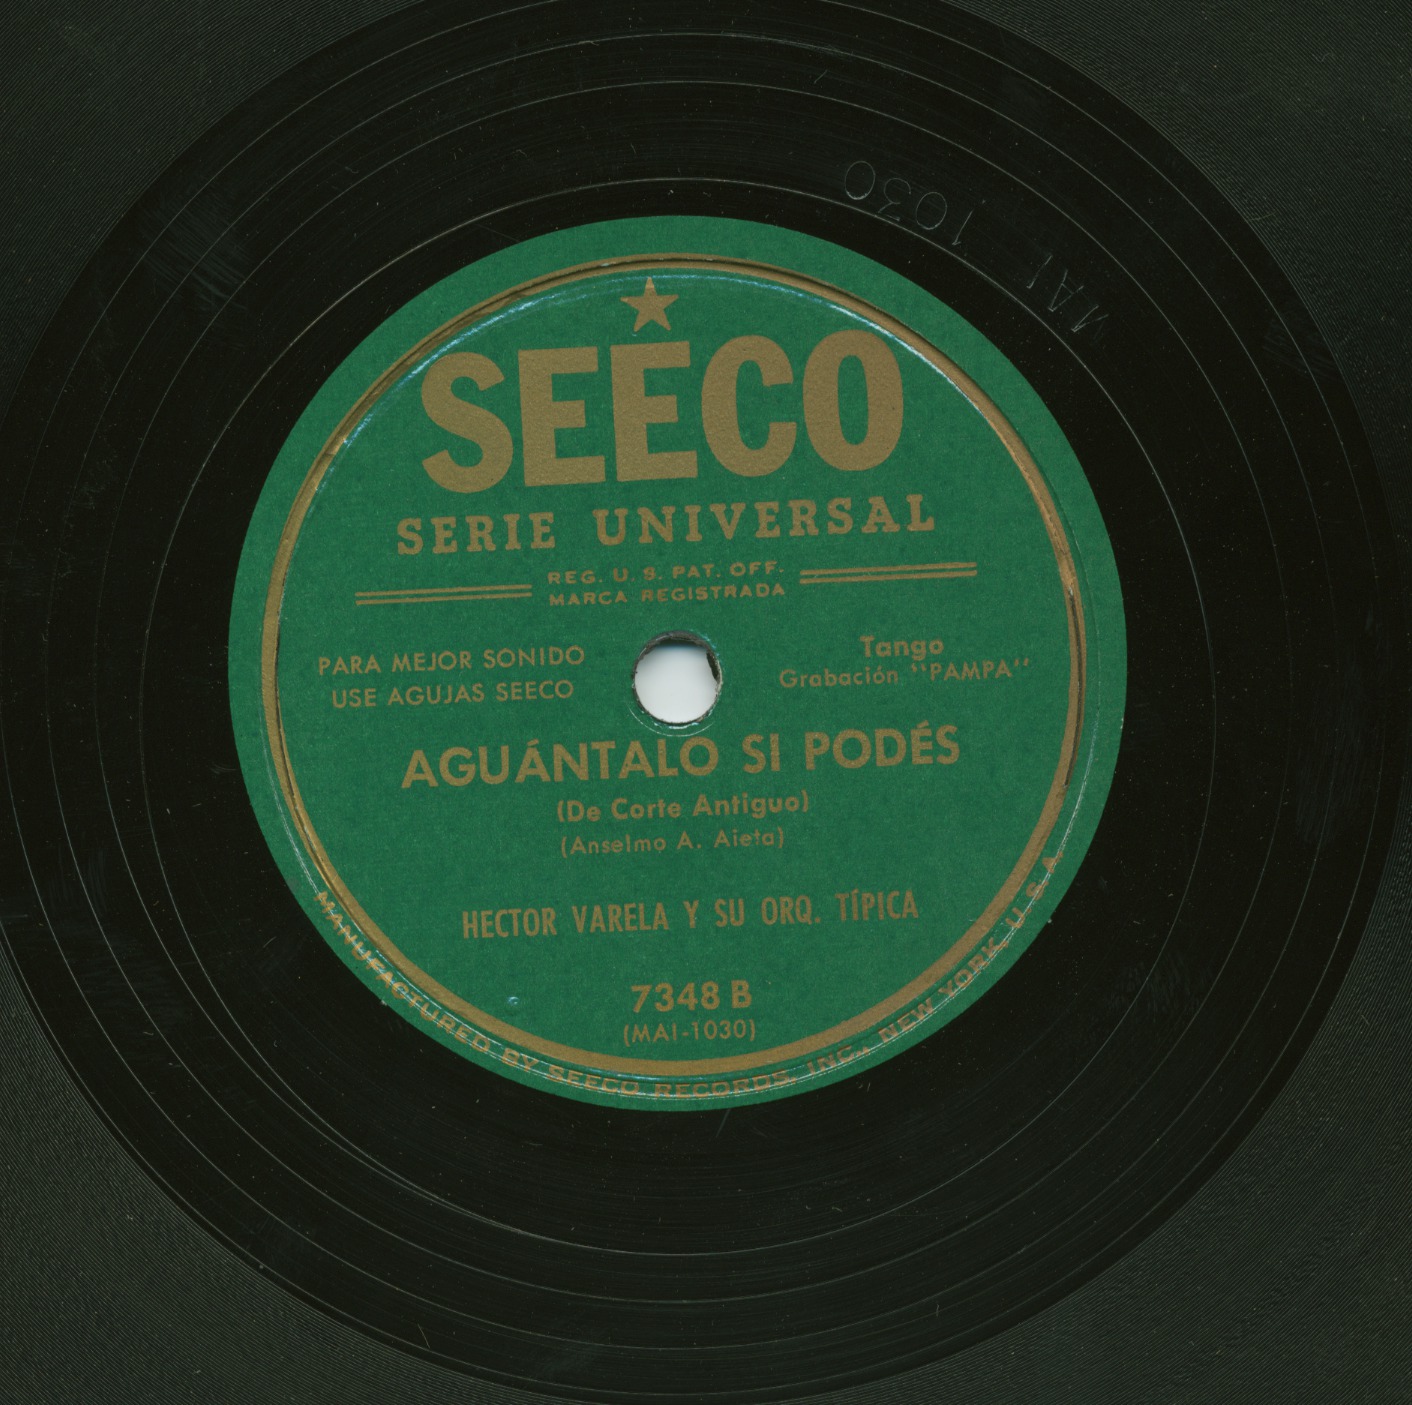 SEECO
SERIE UNIVERSAL
REG. U. S. PAT. OFF.
MARCA REGISTRADA
PARA MEJOR SONIDO
USE AGUJAS SEECO
Tango
Grabación "PAMPA"
AGUÁNTALO SI PODÉS
(De Corte Antiguo)
(Anselmo A. Aieta)
HECTOR VARELA Y SU ORQ. TÍPICA
7348 B
(MAI-1030)
MANUFACTURED BY SEECO RECORDS, INC., NEW YORK, U. S. A.
MAI 1030